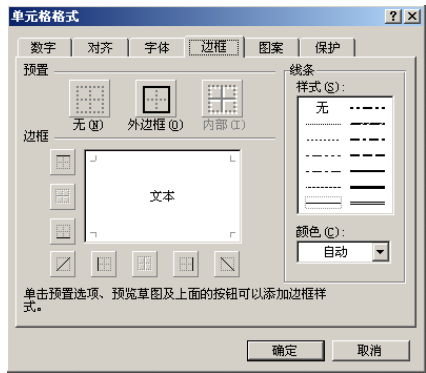 单元格格式
数字 对齐 字体 边框 图案 保护
预置
无(N) 外边框(O) 内部(I)
边框
文本
线条
样式(S):
无
颜色(C):
自动
单击预置选项、预览草图及上面的按钮可以添加边框样
式。
确定 取消